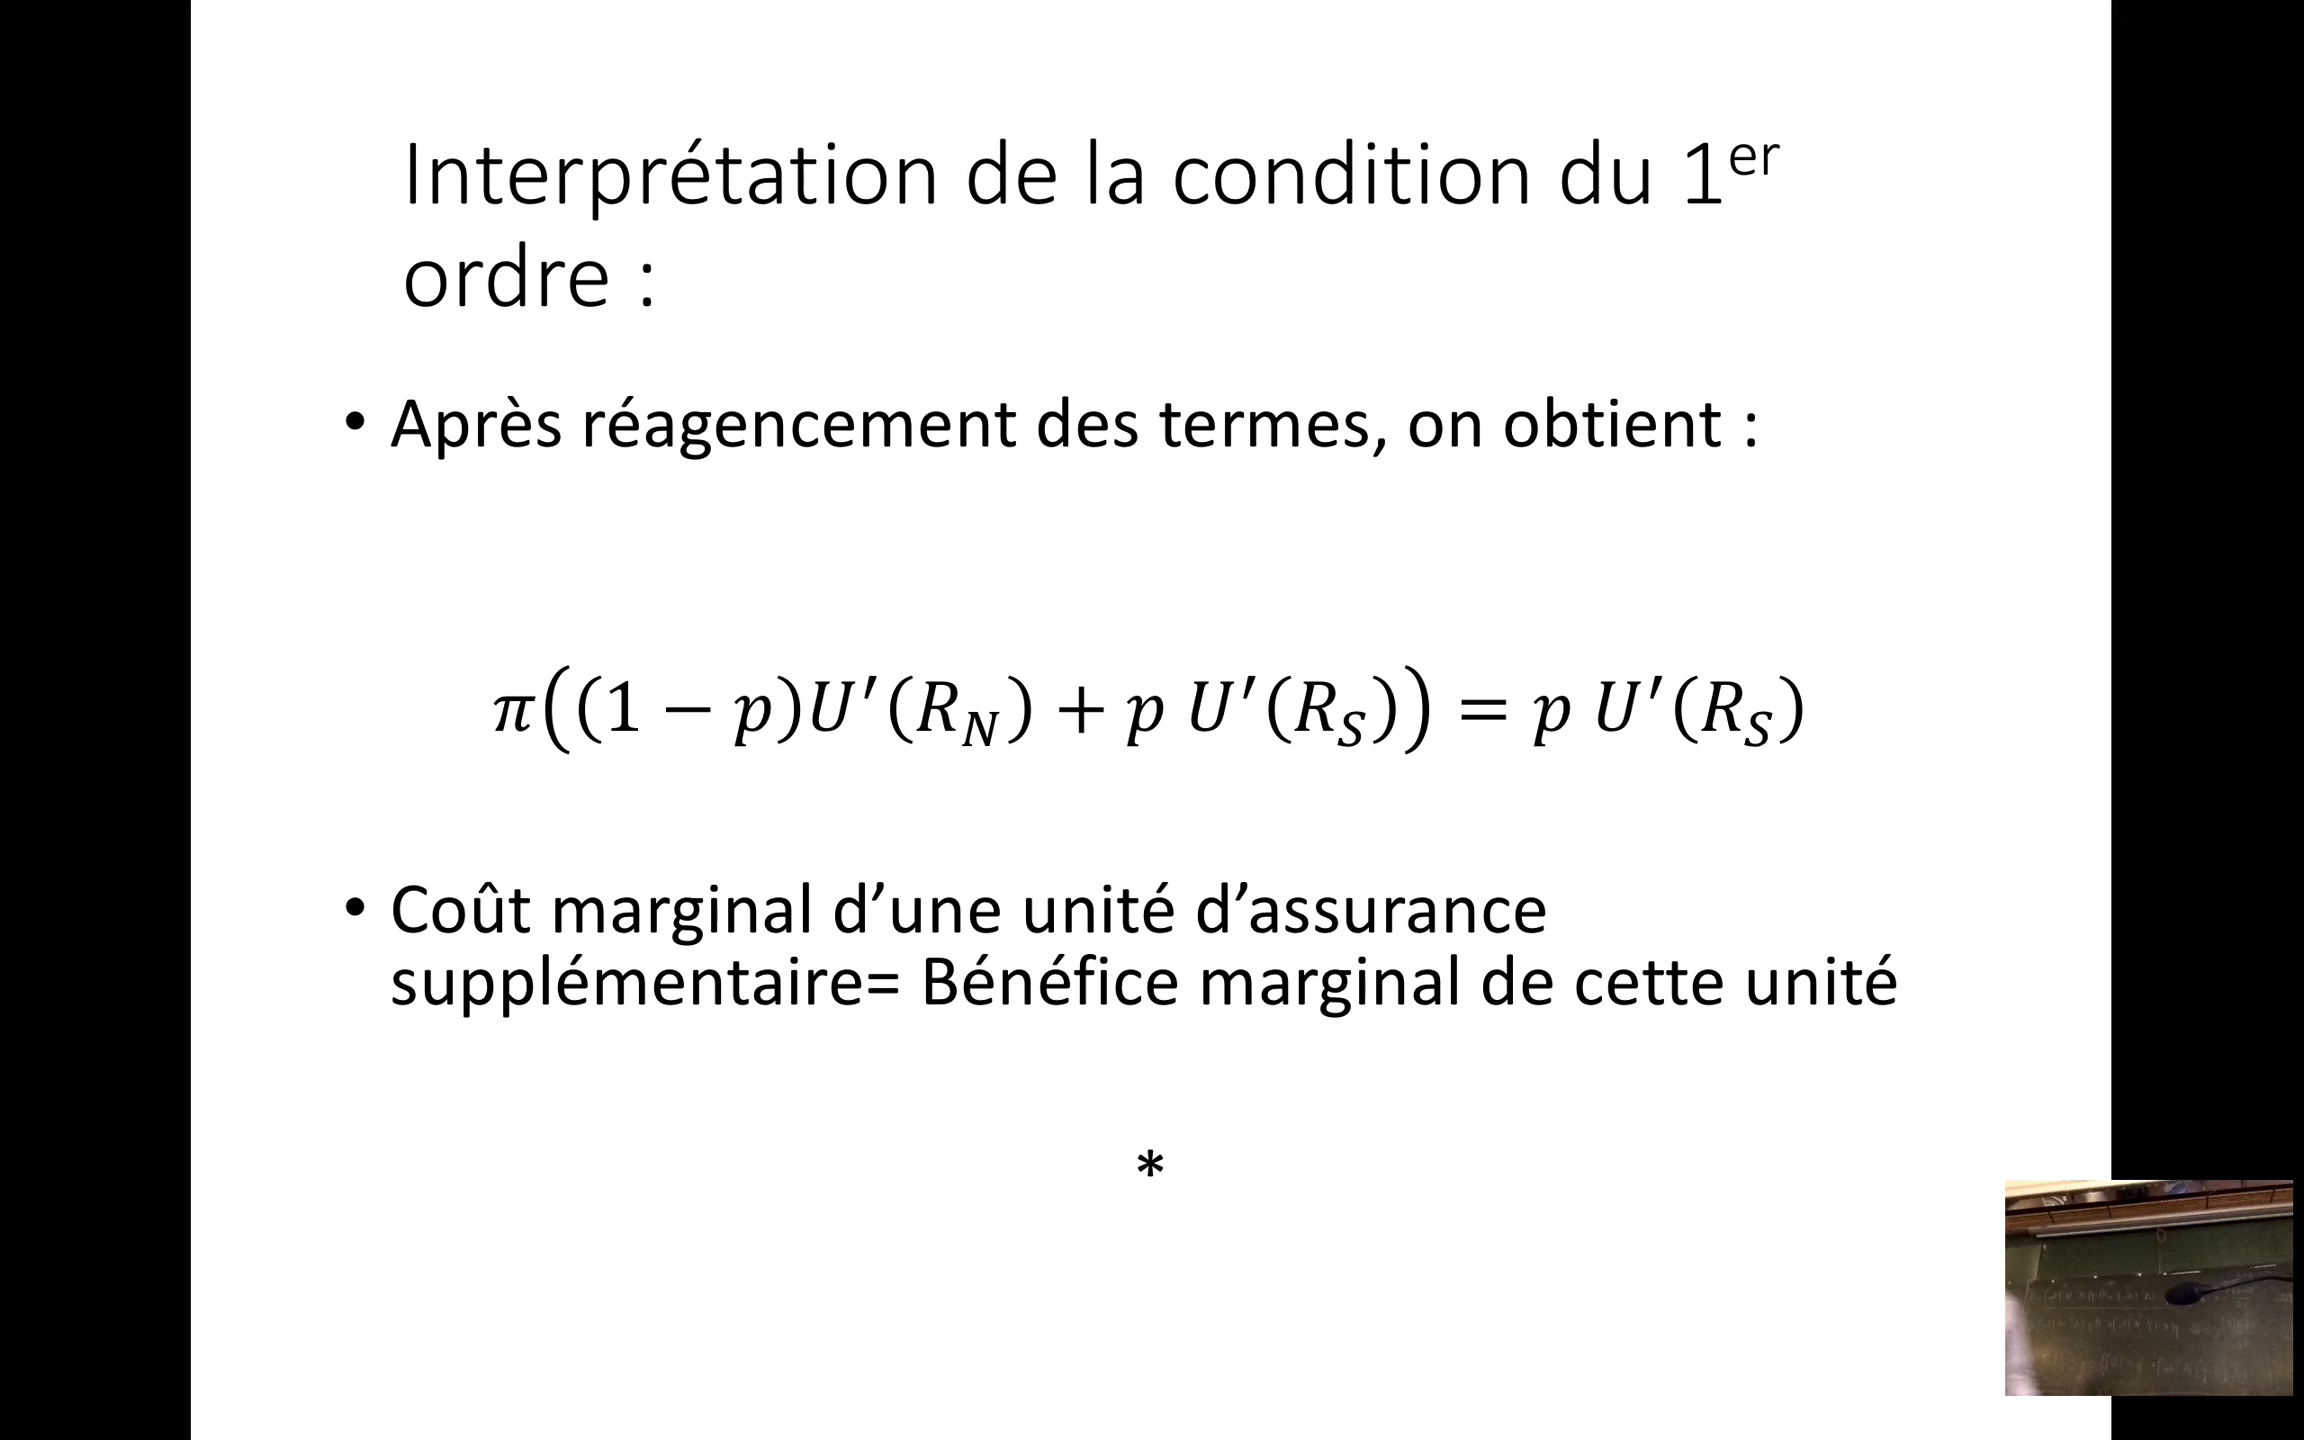 Interprétation de la condition du 1er
ordre :
• Après réagencement des termes, on obtient :
π((1 − p)U′(R_N) + p U′(R_S)) = p U′(R_S)
• Coût marginal d’une unité d’assurance
supplémentaire= Bénéfice marginal de cette unité
*